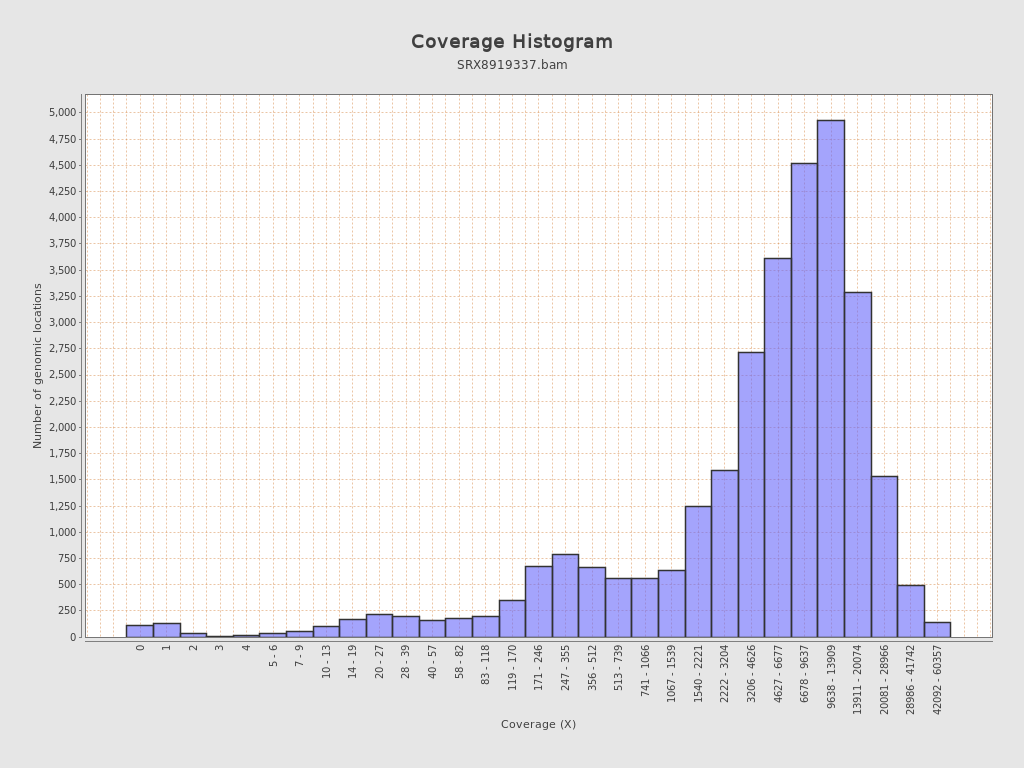 Coverage Histogram
SRX8919337.bam
Number of genomic locations
5,000
4,750
4,500
4,250
4,000
3,750
3,500
3,250
3,000
2,750
2,500
2,250
2,000
1,750
1,500
1,250
1,000
750
500
250
0
0
1
2
3
4
5 - 6
7 - 9
10 - 13
14 - 19
20 - 27
28 - 39
40 - 57
58 - 82
83 - 118
119 - 170
171 - 246
247 - 355
356 - 512
513 - 739
741 - 1066
1067 - 1539
1540 - 2221
2222 - 3204
3206 - 4626
4627 - 6677
6678 - 9637
9638 - 13909
13911 - 20074
20081 - 28966
28986 - 41742
42092 - 60357
Coverage (X)